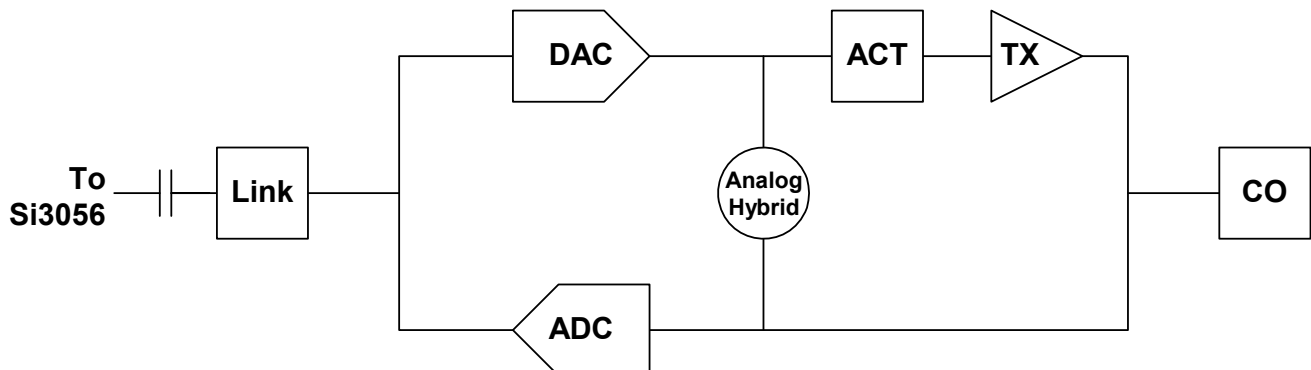 DAC
ACT
TX
To
Si3056
Link
Analog
Hybrid
CO
ADC